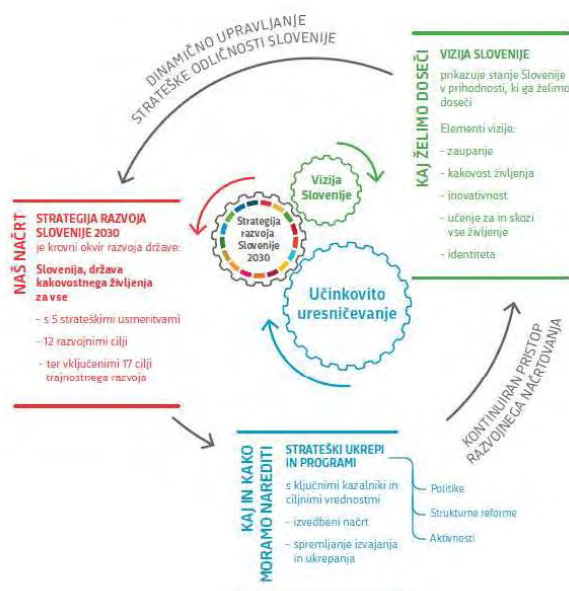 DINAMIČNO UPRAVLJANJE
STRATEŠKE ODLIČNOSTI SLOVENIJE
KAJ ŽELIMO DOSEČI
VIZIJA SLOVENIJE
prikazuje stanje Slovenije
v prihodnosti, ki ga želimo
doseči
Elementi vizije:
- zaupanje
- kakovost življenja
- inovativnost
- učenje za in skozi
vse življenje
- identiteta
Vizija
Slovenije
Strategija
razvoja
Slovenije
2030
Učinkovito
uresničevanje
NAŠ NAČRT
STRATEGIJA RAZVOJA
SLOVENIJE 2030
je krovni okvir razvoja države:
Slovenija, država
kakovostnega življenja
za vse
- s 5 strateškimi usmeritvami
- 12 razvojnimi cilji
- ter vključenimi 17 cilji
trajnostnega razvoja
KONTINUIRAN PRISTOP
RAZVOJNEGA NAČRTOVANJA
KAJ IN KAKO
MORAMO NAREDITI
STRATEŠKI UKREPI
IN PROGRAMI
s ključnimi kazalniki in
ciljnimi vrednostmi
- izvedbeni načrt
- spremljanje izvajanja
in ukrepanja
Politike
Strukturne reforme
Aktivnosti